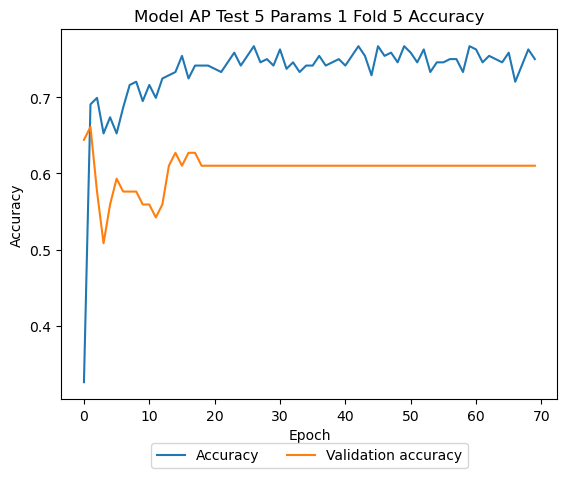 Model AP Test 5 Params 1 Fold 5 Accuracy
Accuracy
0.7
0.6
0.5
0.4
0 10 20 30 40 50 60 70
Epoch
Accuracy Validation accuracy